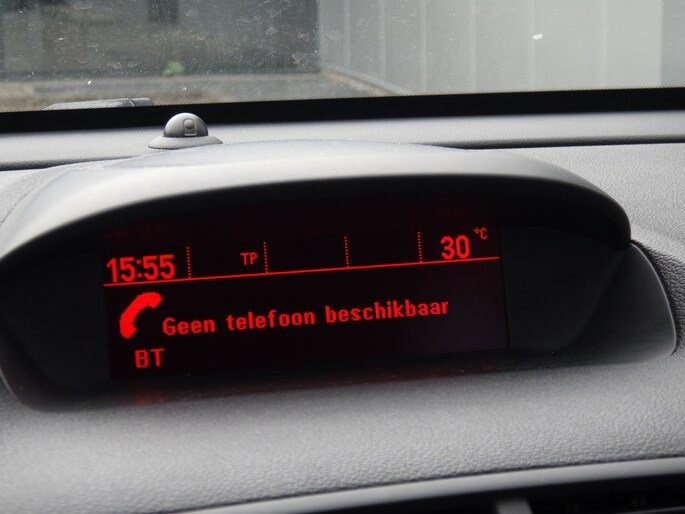 15:55 TP 30 °C
Geen telefoon beschikbaar
BT